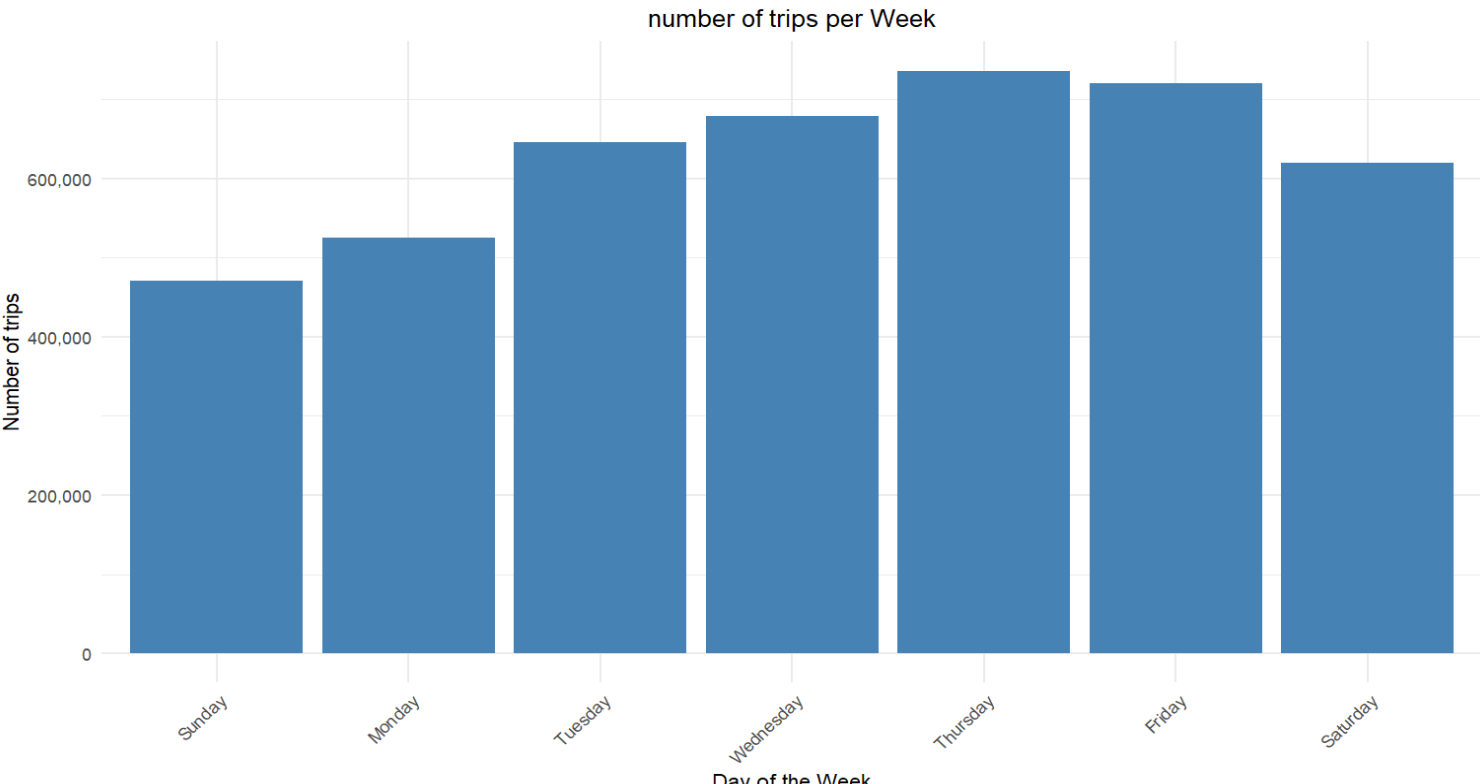 number of trips per Week
Number of trips
600,000
400,000
200,000
0
Sunday
Monday
Tuesday
Wednesday
Thursday
Friday
Saturday
Day of the Week